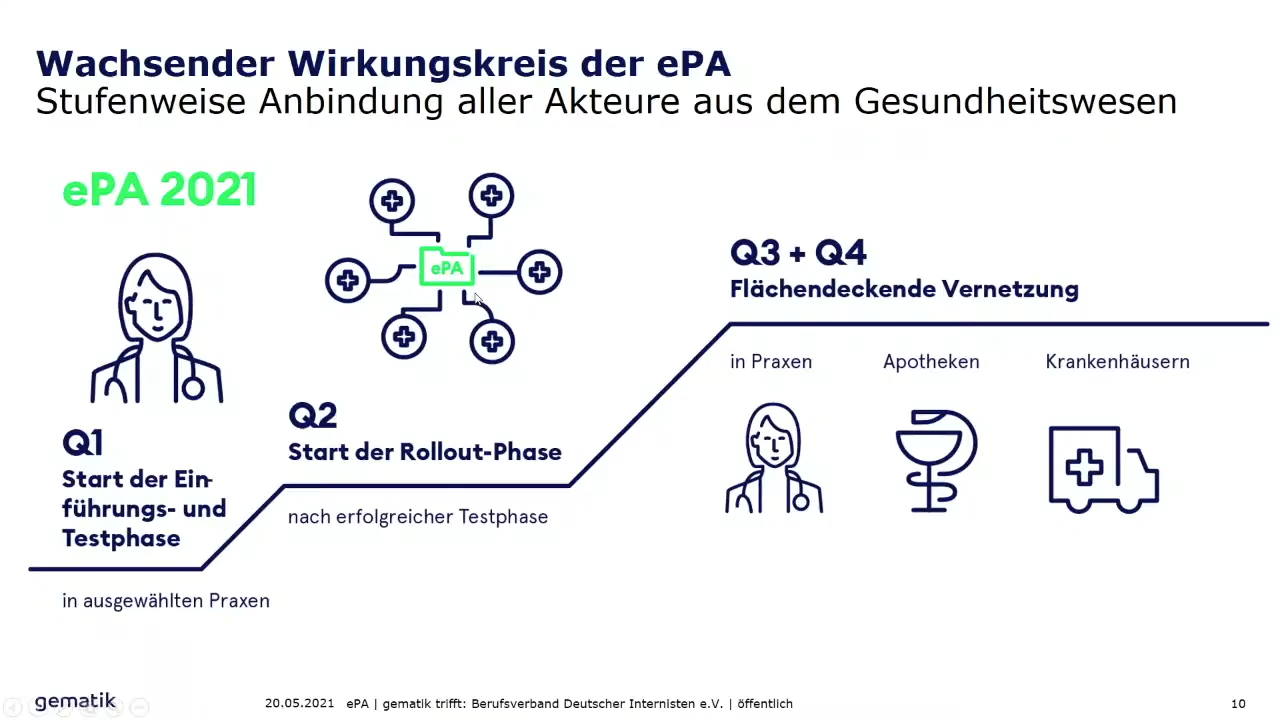 Wachsender Wirkungskreis der ePA
Stufenweise Anbindung aller Akteure aus dem Gesundheitswesen
ePA 2021
ePA
Q1
Start der Ein-
führungs- und
Testphase
in ausgewählten Praxen
Q2
Start der Rollout-Phase
nach erfolgreicher Testphase
Q3 + Q4
Flächendeckende Vernetzung
in Praxen
Apotheken
Krankenhäusern
gematik
20.05.2021 ePA | gematik trifft: Berufsverband Deutscher Internisten e.V. | öffentlich
10